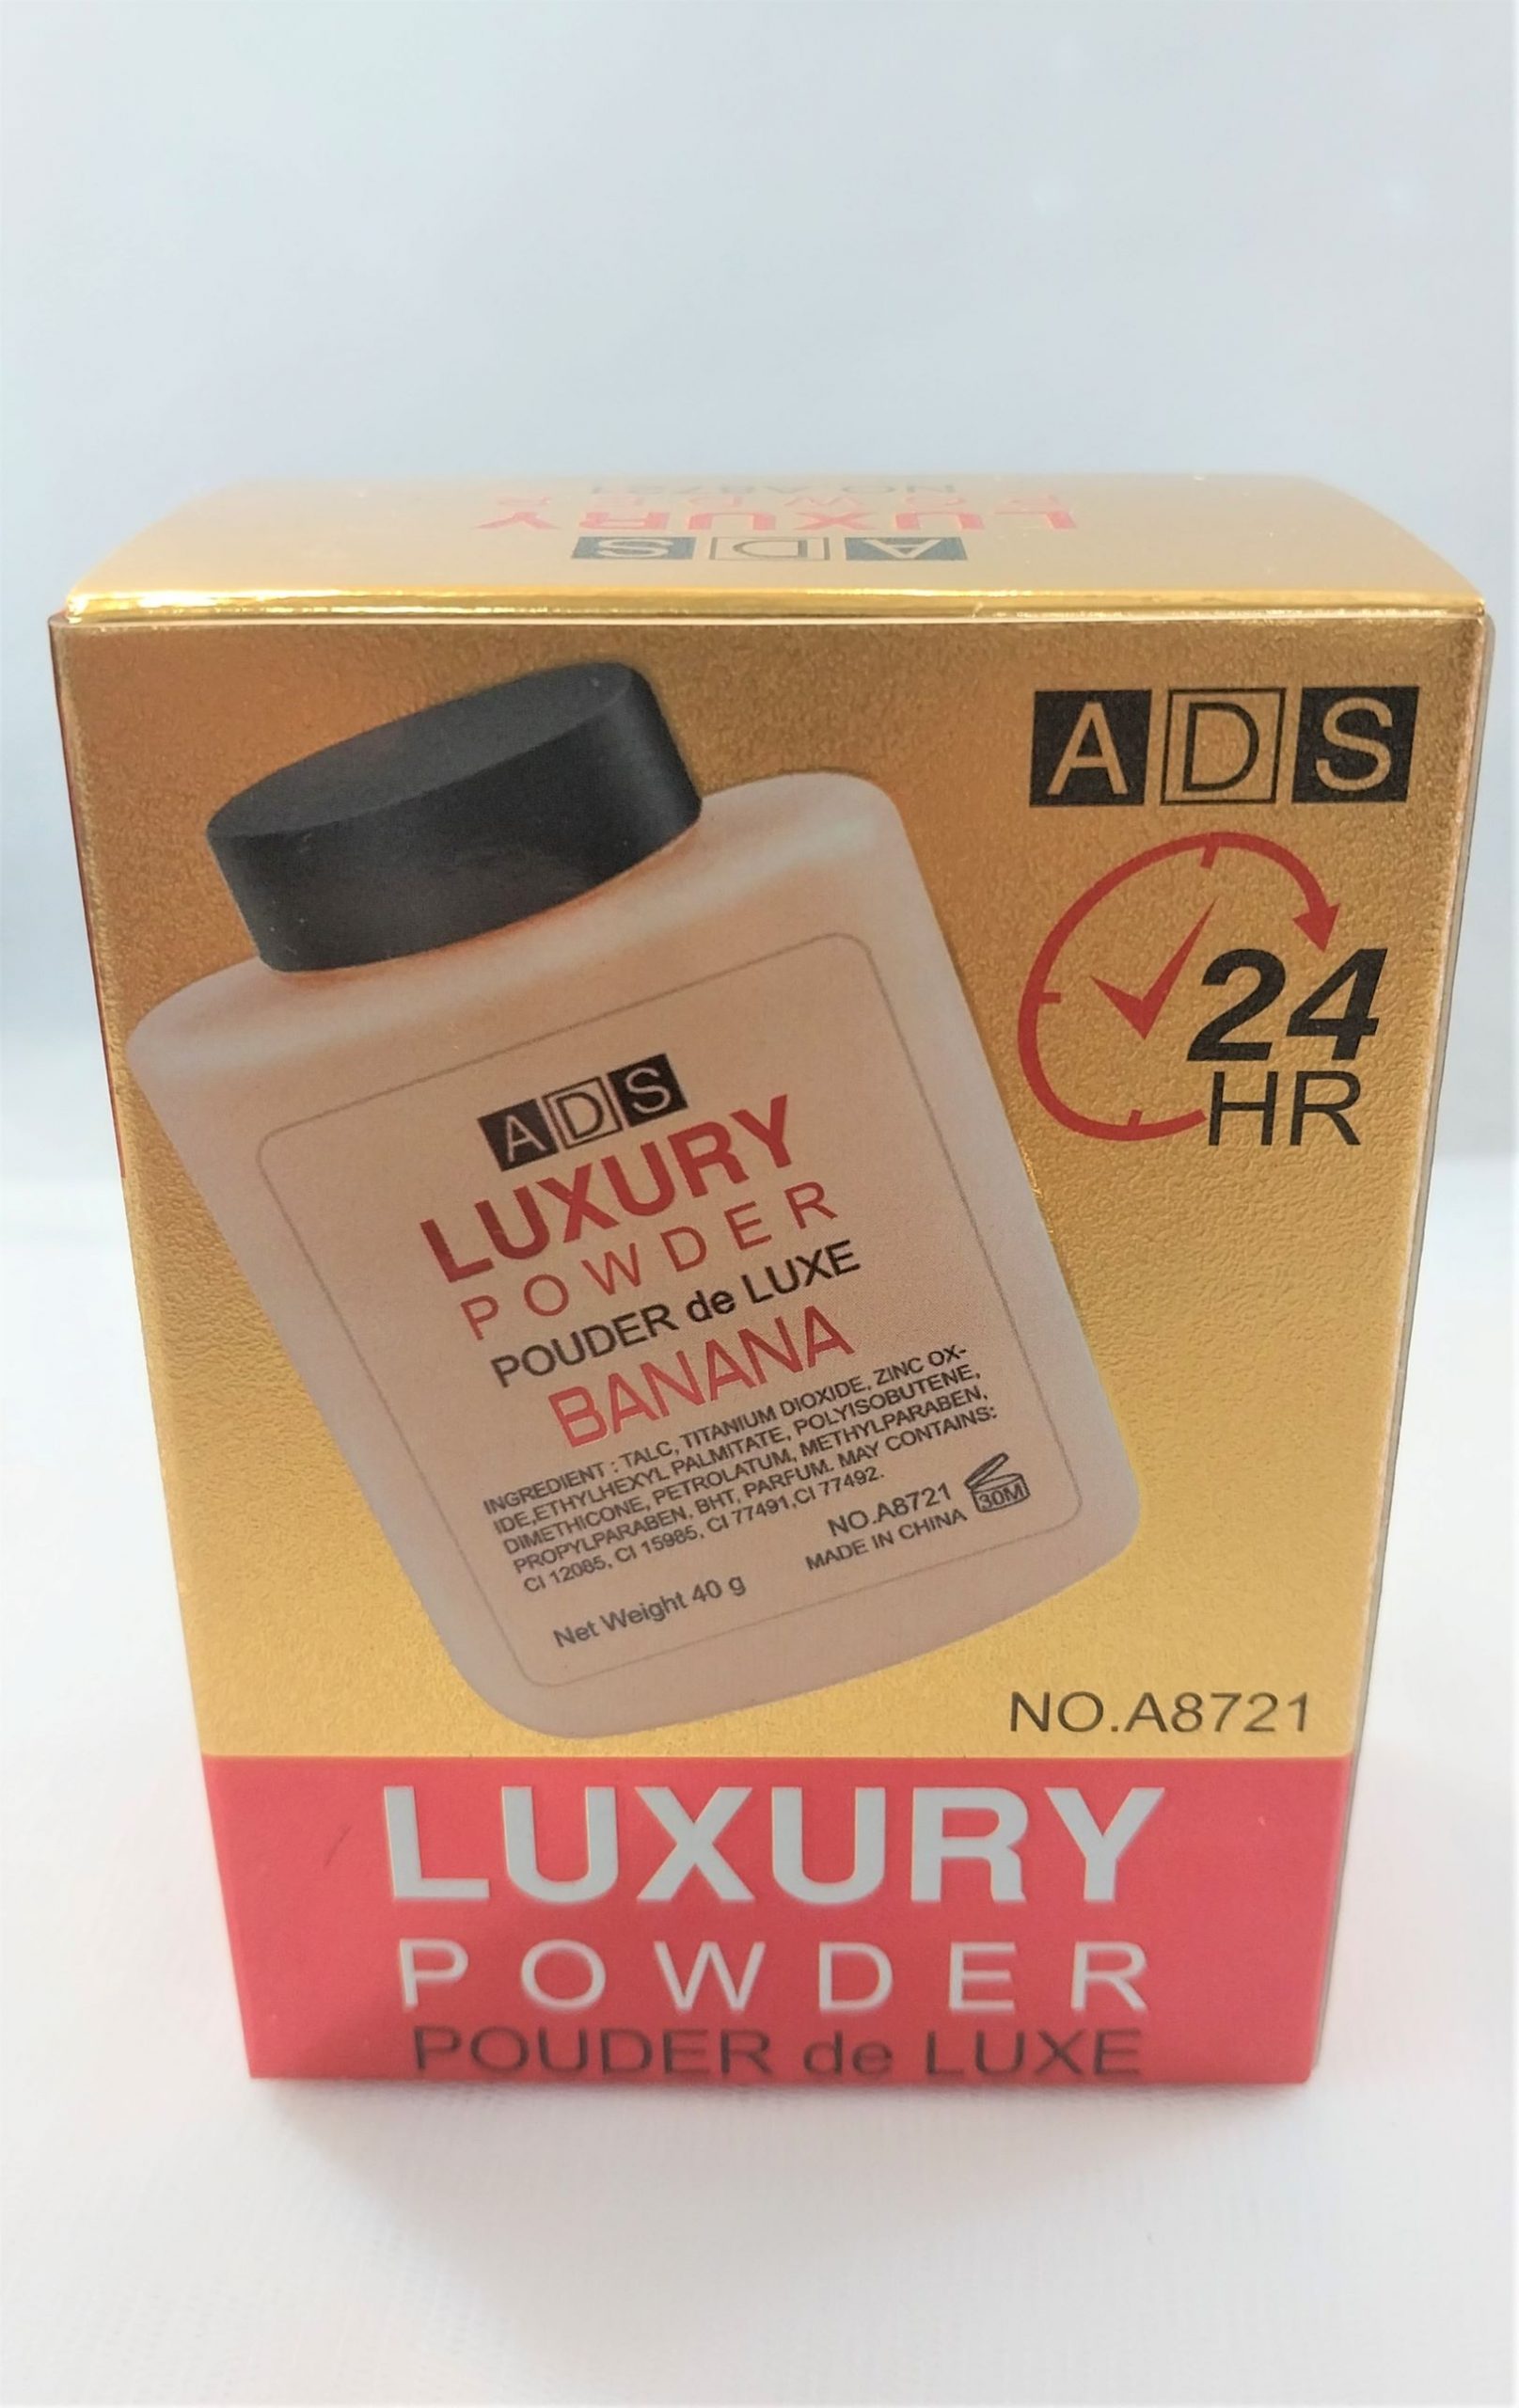 NO.A8721
POWDER
LUXURY
ADS
ADS
24
HR
ADS
LUXURY
POWDER
POUDER de LUXE
BANANA
INGREDIENT : TALC, TITANIUM DIOXIDE, ZINC OX-
IDE,ETHYLHEXYL PALMITATE, POLYISOBUTENE,
DIMETHICONE, PETROLATUM, METHYLPARABEN,
PROPYLPARABEN, BHT, PARFUM. MAY CONTAINS:
CI 12085, CI 15985, CI 77491,CI 77492.
NO.A8721
MADE IN CHINA
30M
Net Weight 40 g
NO.A8721
LUXURY
POWDER
POUDER de LUXE